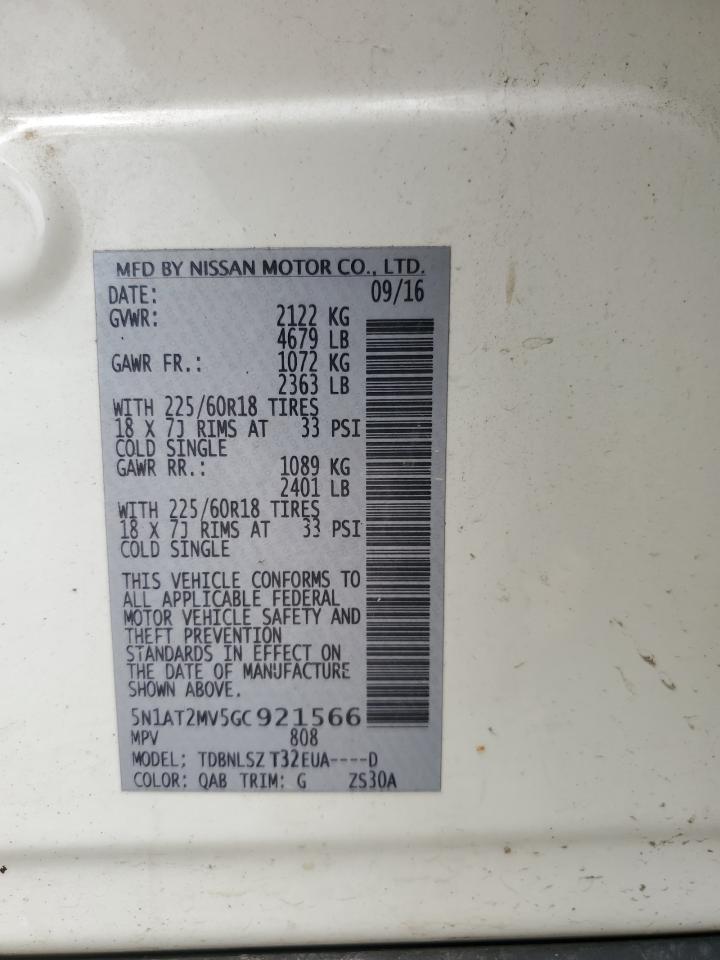 MFD BY NISSAN MOTOR CO., LTD.
DATE: 09/16
GVWR: 2122 KG
4679 LB
GAWR FR.: 1072 KG
2363 LB
WITH 225/60R18 TIRES
18 X 7J RIMS AT 33 PSI
COLD SINGLE
GAWR RR.: 1089 KG
2401 LB
WITH 225/60R18 TIRES
18 X 7J RIMS AT 33 PSI
COLD SINGLE
THIS VEHICLE CONFORMS TO
ALL APPLICABLE FEDERAL
MOTOR VEHICLE SAFETY AND
THEFT PREVENTION
STANDARDS IN EFFECT ON
THE DATE OF MANUFACTURE
SHOWN ABOVE.
5N1AT2MV5GC921566
MPV 808
MODEL: TDBNLSZ T32EUA----D
COLOR: QAB TRIM: G ZS30A